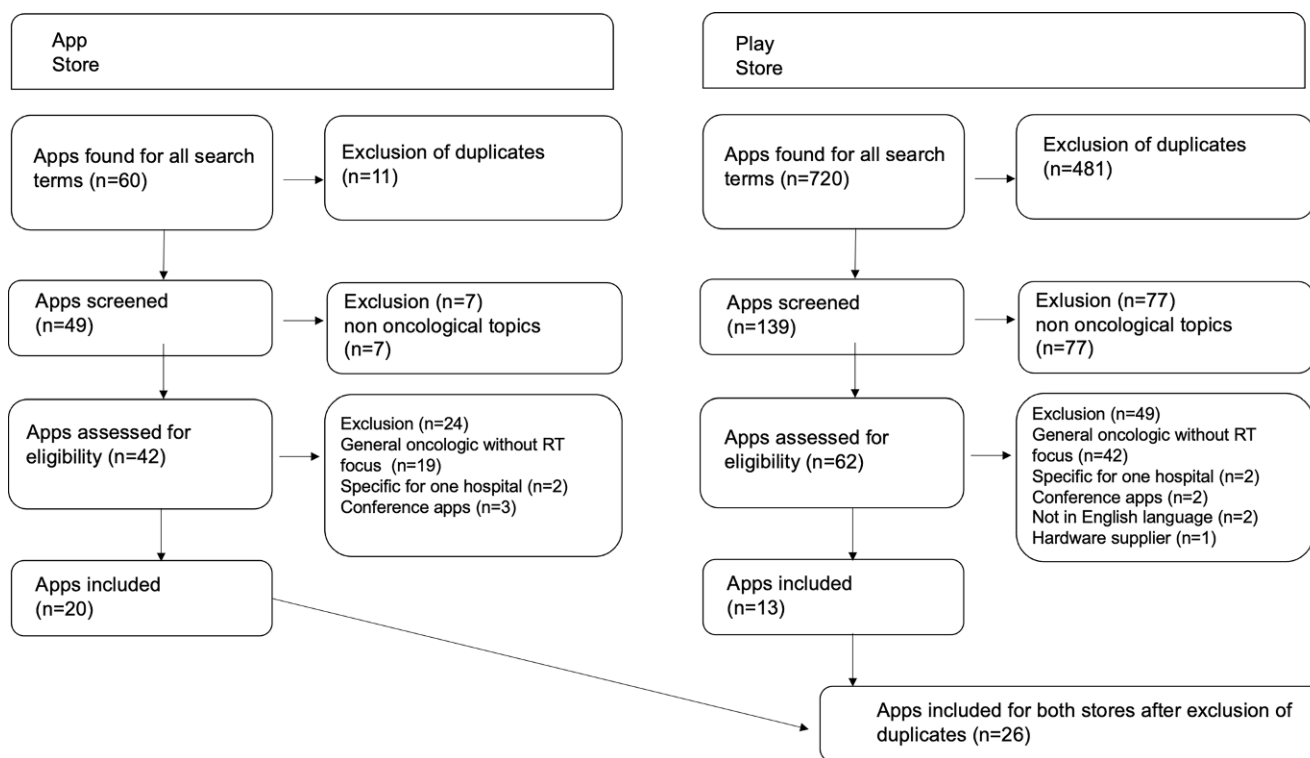 App
Store
Apps found for all search
terms (n=60)
Exclusion of duplicates
(n=11)
Apps screened
(n=49)
Exclusion (n=7)
non oncological topics
(n=7)
Apps assessed for
eligibility (n=42)
Exclusion (n=24)
General oncologic without RT
focus (n=19)
Specific for one hospital (n=2)
Conference apps (n=3)
Apps included
(n=20)
Play
Store
Apps found for all search
terms (n=720)
Exclusion of duplicates
(n=481)
Apps screened
(n=139)
Exlusion (n=77)
non oncological topics
(n=77)
Apps assessed for
eligibility (n=62)
Exclusion (n=49)
General oncologic without RT
focus (n=42)
Specific for one hospital (n=2)
Conference apps (n=2)
Not in English language (n=2)
Hardware supplier (n=1)
Apps included
(n=13)
Apps included for both stores after exclusion of
duplicates (n=26)